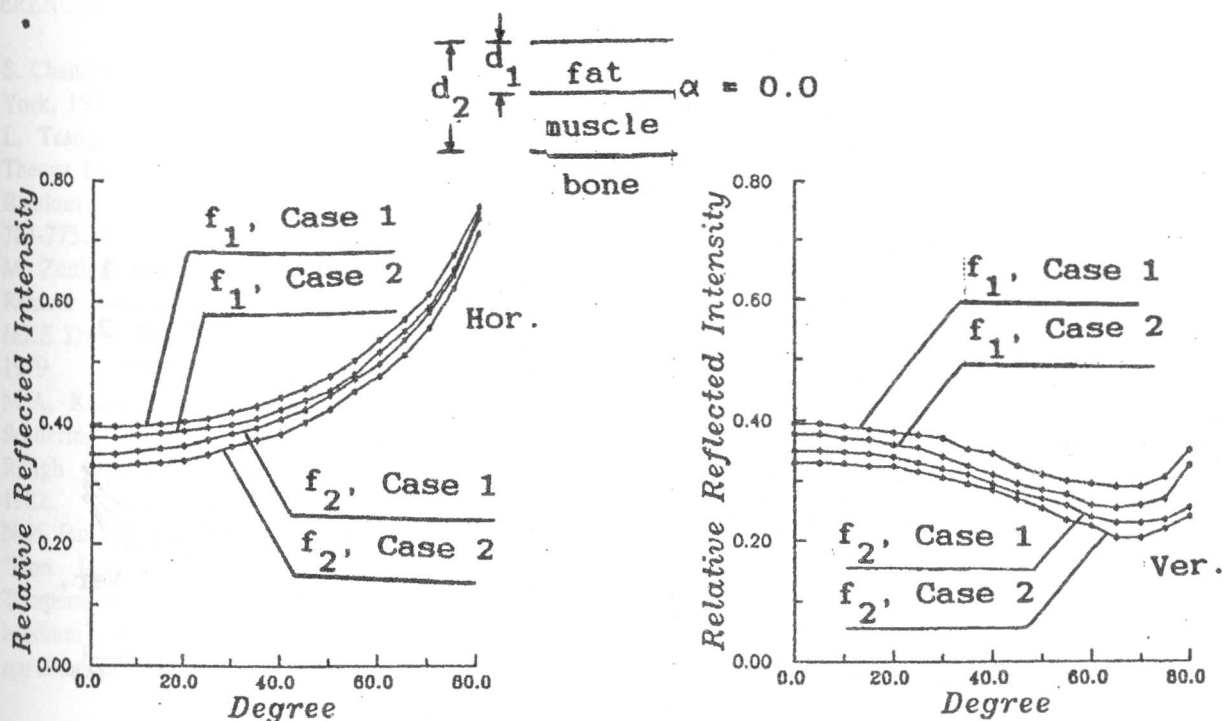 d1
d2
fat
α = 0.0
muscle
bone
Relative Reflected Intensity
0.80
0.60
0.40
0.20
0.00
0.0 20.0 40.0 60.0 80.0
Degree
f1, Case 1
f1, Case 2
Hor.
f2, Case 1
f2, Case 2
Relative Reflected Intensity
0.80
0.60
0.40
0.20
0.00
0.0 20.0 40.0 60.0 80.0
Degree
f1, Case 1
f1, Case 2
f2, Case 1
f2, Case 2
Ver.